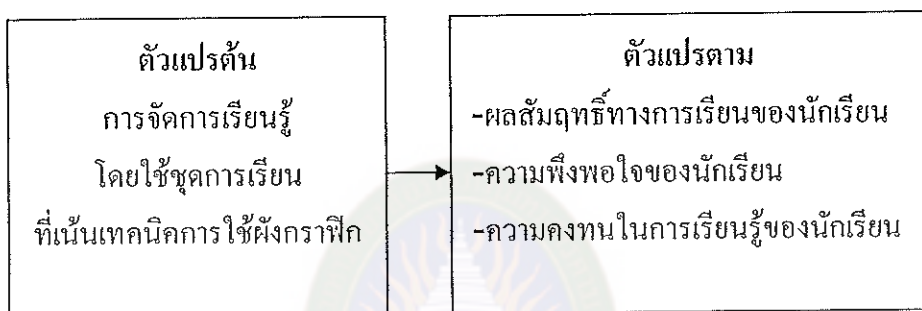 ตัวแปรต้น
การจัดการเรียนรู้
โดยใช้ชุดการเรียน
ที่เน้นเทคนิคการใช้ผังกราฟิก
ตัวแปรตาม
-ผลสัมฤทธิ์ทางการเรียนของนักเรียน
-ความพึงพอใจของนักเรียน
-ความคงทนในการเรียนรู้ของนักเรียน